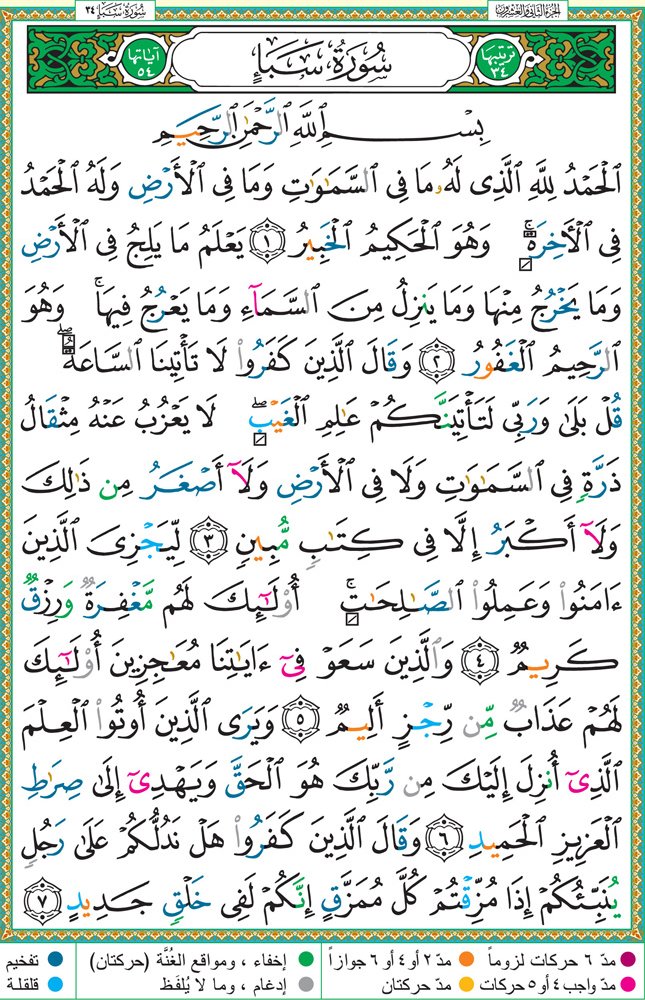 الجزء الثاني والعشرون
سُورَةُ سَبَإٍ ٣٤
ترتيبها ٣٤
سُورَةُ سَبَإٍ
آياتها ٥٤
بِسْمِ ٱللَّهِ ٱلرَّحْمَٰنِ ٱلرَّحِيمِ
ٱلْحَمْدُ لِلَّهِ ٱلَّذِى لَهُۥ مَا فِى ٱلسَّمَٰوَٰتِ وَمَا فِى ٱلْأَرْضِ وَلَهُ ٱلْحَمْدُ
فِى ٱلْأَخِرَةِۚ وَهُوَ ٱلْحَكِيمُ ٱلْخَبِيرُ ١ يَعْلَمُ مَا يَلِجُ فِى ٱلْأَرْضِ
وَمَا يَخْرُجُ مِنْهَا وَمَا يَنزِلُ مِنَ ٱلسَّمَآءِ وَمَا يَعْرُجُ فِيهَاۚ وَهُوَ
ٱلرَّحِيمُ ٱلْغَفُورُ ٢ وَقَالَ ٱلَّذِينَ كَفَرُوا۟ لَا تَأْتِينَا ٱلسَّاعَةُۖ
قُلْ بَلَىٰ وَرَبِّى لَتَأْتِيَنَّكُمْ عَٰلِمِ ٱلْغَيْبِۖ لَا يَعْزُبُ عَنْهُ مِثْقَالُ
ذَرَّةٍ فِى ٱلسَّمَٰوَٰتِ وَلَا فِى ٱلْأَرْضِ وَلَآ أَصْغَرُ مِن ذَٰلِكَ
وَلَآ أَكْبَرُ إِلَّا فِى كِتَٰبٍ مُّبِينٍ ٣ لِّيَجْزِىَ ٱلَّذِينَ
ءَامَنُوا۟ وَعَمِلُوا۟ ٱلصَّٰلِحَٰتِۚ أُو۟لَٰٓئِكَ لَهُم مَّغْفِرَةٌ وَرِزْقٌ
كَرِيمٌ ٤ وَٱلَّذِينَ سَعَوْ فِىٓ ءَايَٰتِنَا مُعَٰجِزِينَ أُو۟لَٰٓئِكَ
لَهُمْ عَذَابٌ مِّن رِّجْزٍ أَلِيمٌ ٥ وَيَرَى ٱلَّذِينَ أُوتُوا۟ ٱلْعِلْمَ
ٱلَّذِىٓ أُنزِلَ إِلَيْكَ مِن رَّبِّكَ هُوَ ٱلْحَقَّ وَيَهْدِىٓ إِلَىٰ صِرَٰطِ
ٱلْعَزِيزِ ٱلْحَمِيدِ ٦ وَقَالَ ٱلَّذِينَ كَفَرُوا۟ هَلْ نَدُلُّكُمْ عَلَىٰ رَجُلٍ
يُنَبِّئُكُمْ إِذَا مُزِّقْتُمْ كُلَّ مُمَزَّقٍ إِنَّكُمْ لَفِى خَلْقٍ جَدِيدٍ ٧
مدّ ٦ حركات لزوماً مدّ ٢ أو ٤ أو ٦ جوازاً إخفاء ، ومواقع الغُنَّة (حركتان) تفخيم
مدّ واجب ٤ أو ٥ حركات مدّ حركتان إدغام ، وما لا يُلفَظ قلقلة